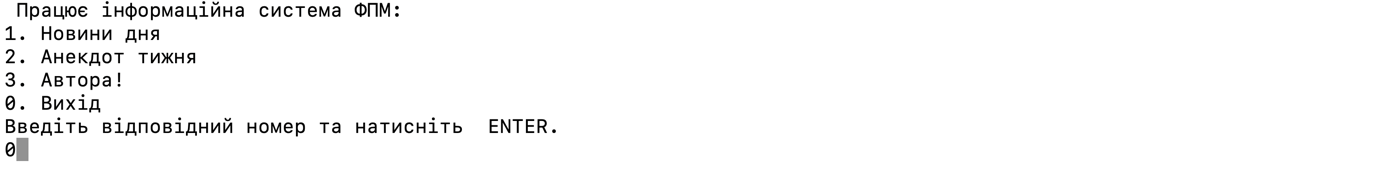 Працює інформаційна система ФПМ:
1. Новини дня
2. Анекдот тижня
3. Автора!
0. Вихід
Введіть відповідний номер та натисніть  ENTER.
0